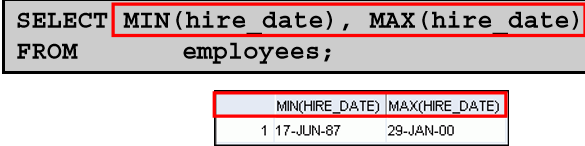 SELECT MIN(hire_date), MAX(hire_date)
FROM employees;
MIN(HIRE_DATE) MAX(HIRE_DATE)
1 17-JUN-87 29-JAN-00